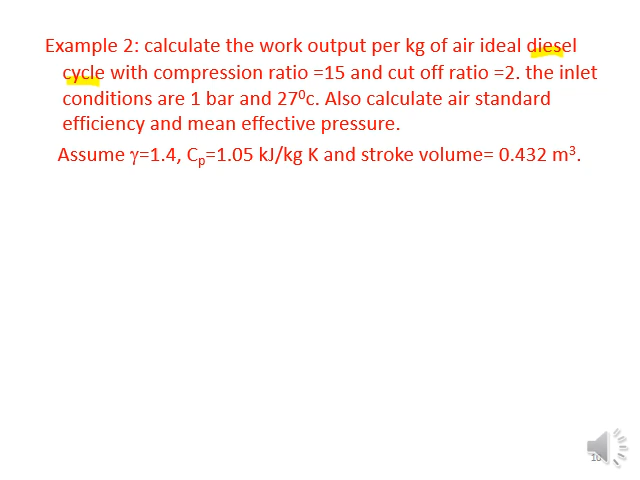 Example 2: calculate the work output per kg of air ideal diesel
cycle with compression ratio =15 and cut off ratio =2. the inlet
conditions are 1 bar and 27⁰c. Also calculate air standard
efficiency and mean effective pressure.
Assume γ=1.4, Cₚ=1.05 kJ/kg K and stroke volume= 0.432 m³.
10